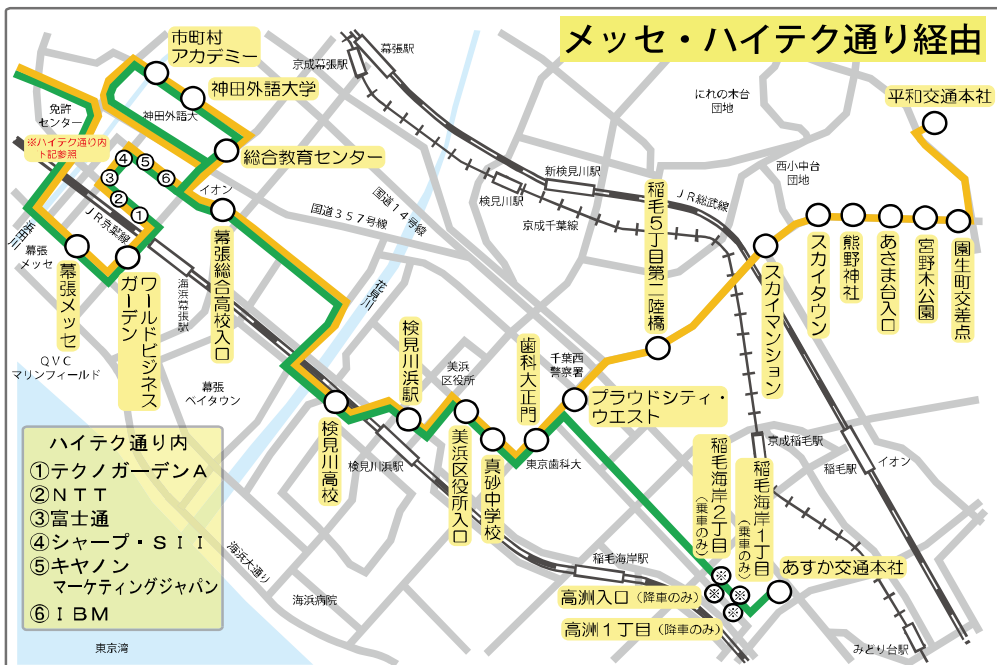 メッセ・ハイテク通り経由
市町村
アカデミー
神田外語大学
神田外語大
総合教育センター
免許
センター
※ハイテク通り内
下記参照
④
⑤
③
⑥
②
①
イオン
JR京葉線
浜田川
幕張
メッセ
幕張メッセ
ワールドビジネス
ガーデン
海浜幕張駅
幕張総合高校入口
QVC
マリンフィールド
幕張
ベイタウン
幕張駅
京成幕張駅
国道14号線
国道357号線
花見川
新検見川駅
検見川駅
京成千葉線
JR総武線
にれの木台
団地
西小中台
団地
平和交通本社
園生町交差点
宮野木公園
あさま台入口
熊野神社
スカイタウン
スカイマンション
稲毛5丁目第二陸橋
千葉西
警察署
プラウドシティ・
ウエスト
歯科大正門
東京歯科大
真砂中学校
美浜
区役所
美浜区役所入口
検見川浜駅
検見川浜駅
検見川高校
京成稲毛駅
稲毛駅
イオン
稲毛海岸2丁目
(乗車のみ)
稲毛海岸1丁目
(乗車のみ)
※
※
※
※
あすか交通本社
稲毛海岸駅
高洲入口(降車のみ)
高洲1丁目(降車のみ)
みどり台駅
海浜大通り
海浜病院
東京湾
ハイテク通り内
①テクノガーデンA
②NTT
③富士通
④シャープ・SII
⑤キヤノン
マーケティングジャパン
⑥IBM